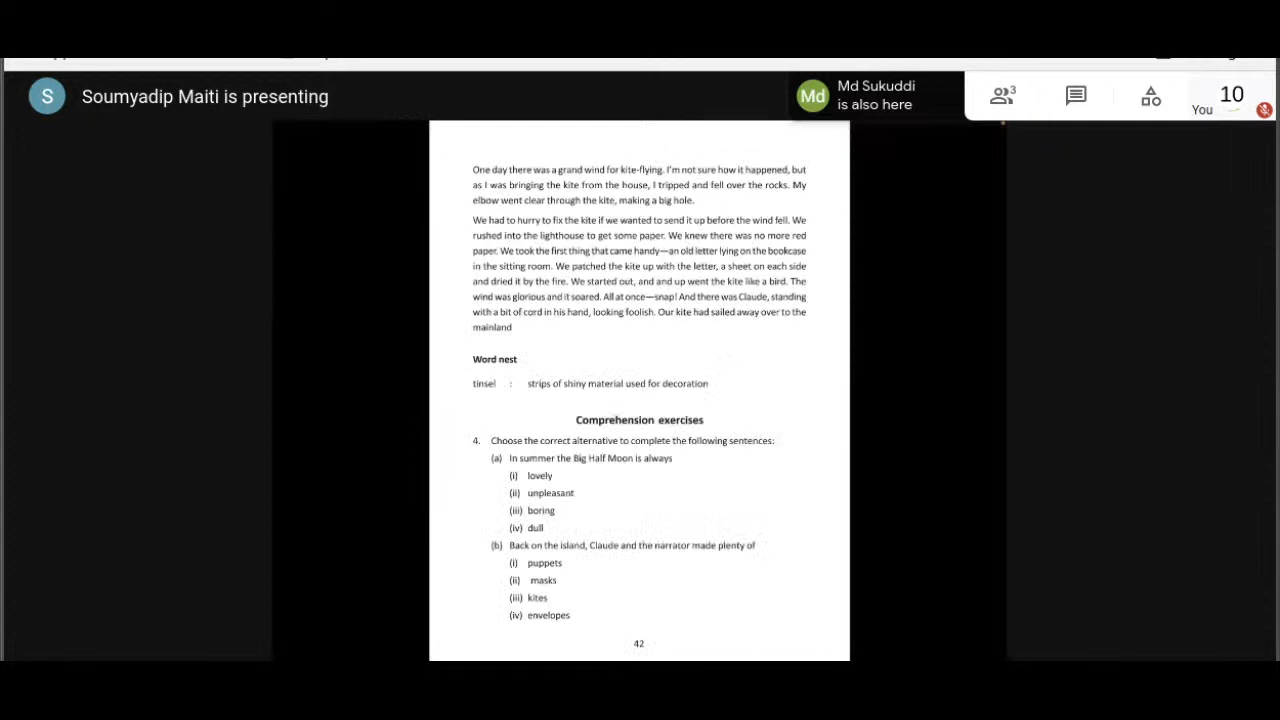 S Soumyadip Maiti is presenting
Md Md Sukuddi
is also here
3
10
You
One day there was a grand wind for kite-flying. I'm not sure how it happened, but
as I was bringing the kite from the house, I tripped and fell over the rocks. My
elbow went clear through the kite, making a big hole.
We had to hurry to fix the kite if we wanted to send it up before the wind fell. We
rushed into the lighthouse to get some paper. We knew there was no more red
paper. We took the first thing that came handy—an old letter lying on the bookcase
in the sitting room. We patched the kite up with the letter, a sheet on each side
and dried it by the fire. We started out, and and up went the kite like a bird. The
wind was glorious and it soared. All at once—snap! And there was Claude, standing
with a bit of cord in his hand, looking foolish. Our kite had sailed away over to the
mainland
Word nest
tinsel : strips of shiny material used for decoration
Comprehension exercises
4. Choose the correct alternative to complete the following sentences:
(a) In summer the Big Half Moon is always
(i) lovely
(ii) unpleasant
(iii) boring
(iv) dull
(b) Back on the island, Claude and the narrator made plenty of
(i) puppets
(ii) masks
(iii) kites
(iv) envelopes
42